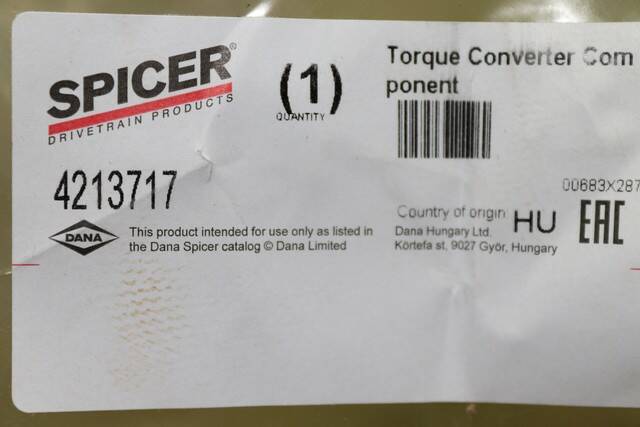 SPICER®
DRIVETRAIN PRODUCTS
(1)
QUANTITY
Torque Converter Com
ponent
4213717
00683X287
DANA
This product intended for use only as listed in
the Dana Spicer catalog © Dana Limited
Country of origin HU
Dana Hungary Ltd.
Körtefa st, 9027 Győr, Hungary
EAC